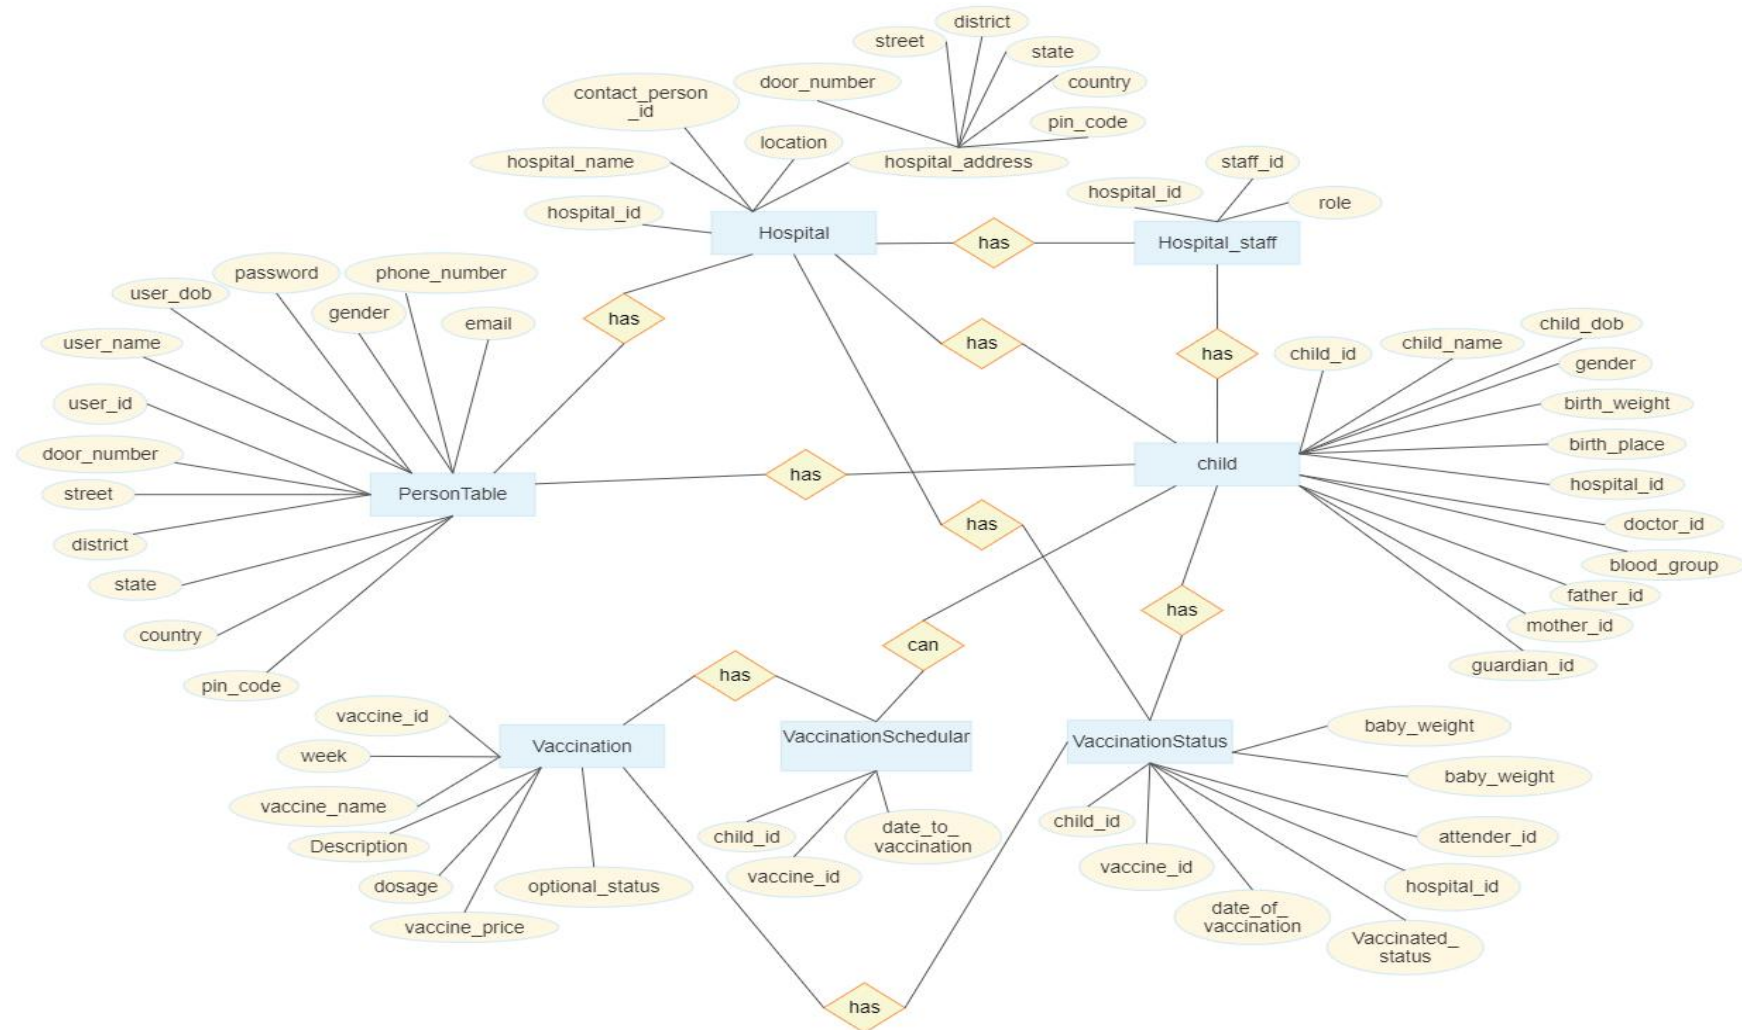 district
street
state
door_number
country
contact_person
_id
pin_code
location
hospital_name
hospital_address
staff_id
hospital_id
role
hospital_id
Hospital
has
Hospital_staff
password
phone_number
user_dob
gender
email
has
user_name
has
has
child_id
child_name
child_dob
gender
user_id
birth_weight
door_number
birth_place
street
PersonTable
has
child
hospital_id
district
has
doctor_id
state
blood_group
father_id
country
has
mother_id
can
guardian_id
pin_code
has
vaccine_id
week
Vaccination
VaccinationSchedular
VaccinationStatus
baby_weight
baby_weight
vaccine_name
Description
child_id
date_to_
vaccination
child_id
attender_id
dosage
optional_status
vaccine_id
vaccine_id
hospital_id
vaccine_price
date_of_
vaccination
Vaccinated_
status
has